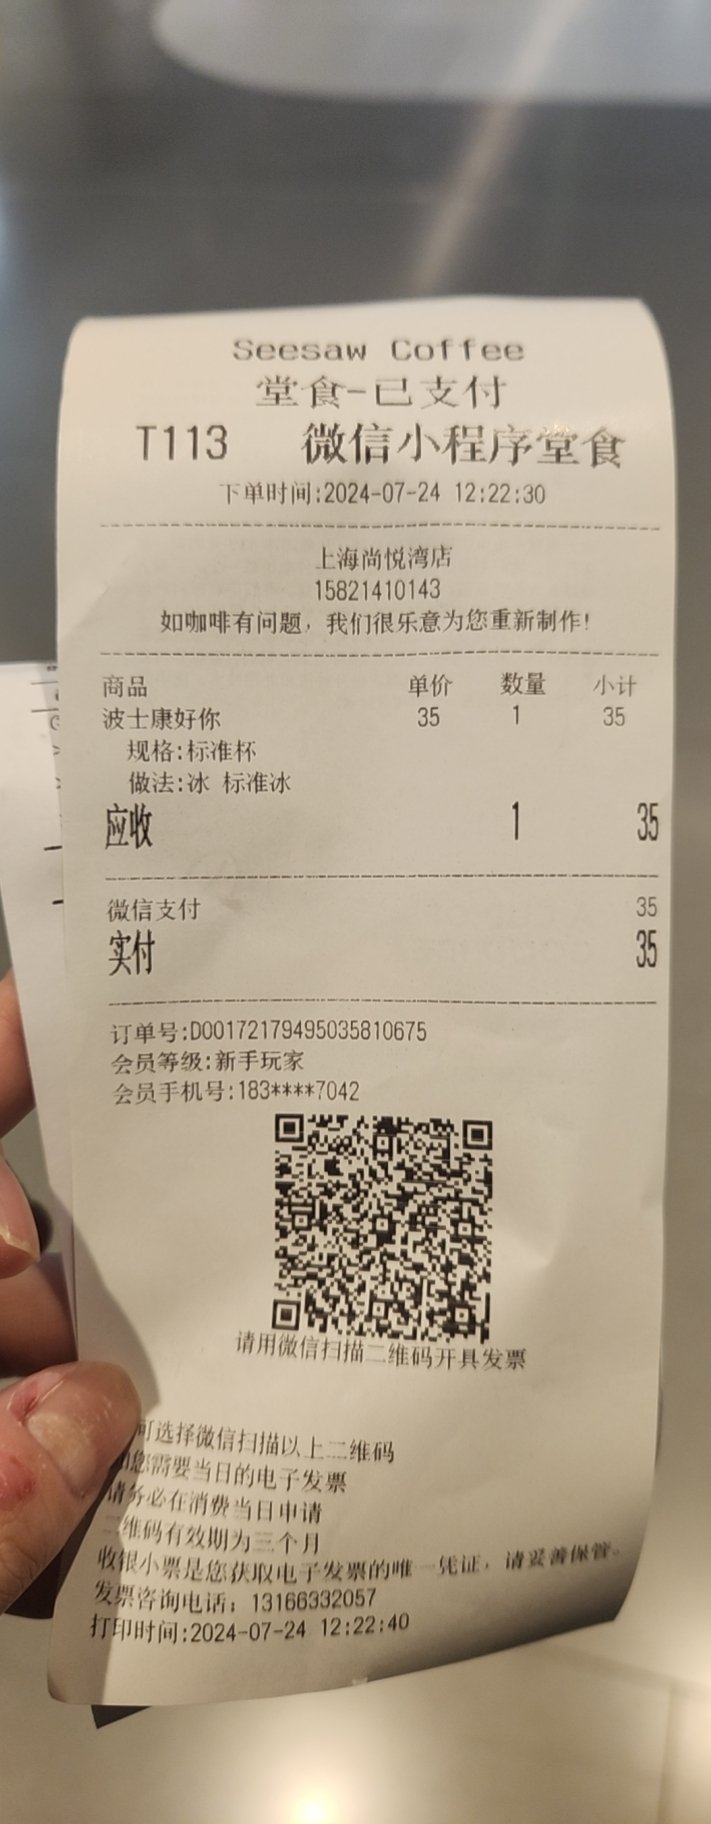 Seesaw Coffee
堂食-已支付
T113 微信小程序堂食
下单时间:2024-07-24 12:22:30
上海尚悦湾店
15821410143
如咖啡有问题，我们很乐意为您重新制作!
商品 单价 数量 小计
波士康好你 35 1 35
规格:标准杯
做法:冰 标准冰
应收 1 35
微信支付 35
实付 35
订单号:D00172179495035810675
会员等级:新手玩家
会员手机号:183****7042
请用微信扫描二维码开具发票
可选择微信扫描以上二维码
您需要当日的电子发票
请务必在消费当日申请
二维码有效期为三个月
收银小票是您获取电子发票的唯一凭证，请妥善保管。
发票咨询电话：13166332057
打印时间:2024-07-24 12:22:40